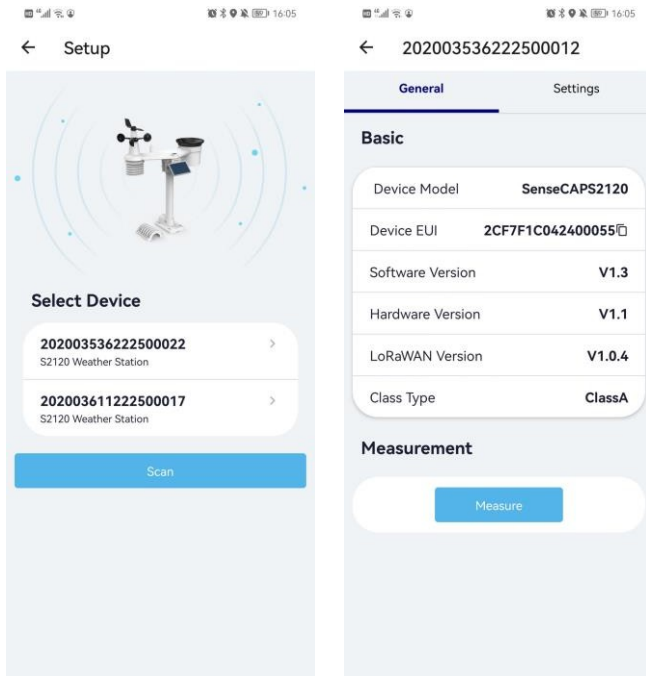 16:05
Setup
Select Device
202003536222500022
S2120 Weather Station
202003611222500017
S2120 Weather Station
Scan
16:05
202003536222500012
General Settings
Basic
Device Model SenseCAPS2120
Device EUI 2CF7F1C042400055
Software Version V1.3
Hardware Version V1.1
LoRaWAN Version V1.0.4
Class Type ClassA
Measurement
Measure